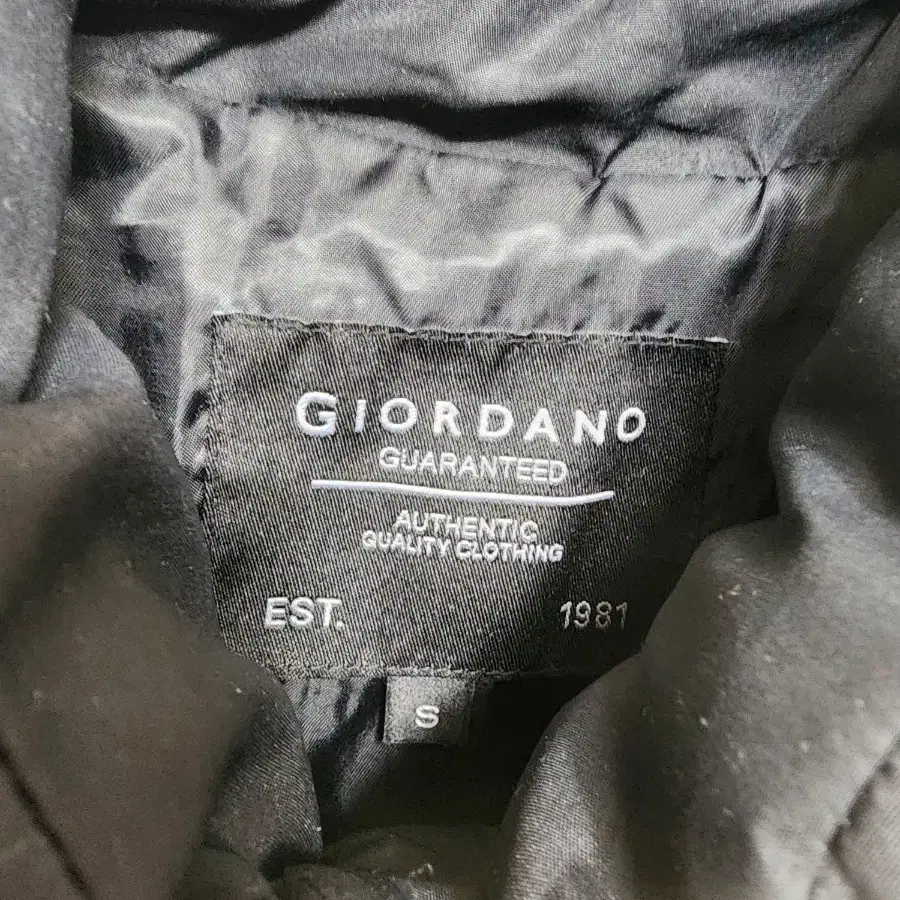 GIORDANO
GUARANTEED
AUTHENTIC
QUALITY CLOTHING
EST. 1981
S